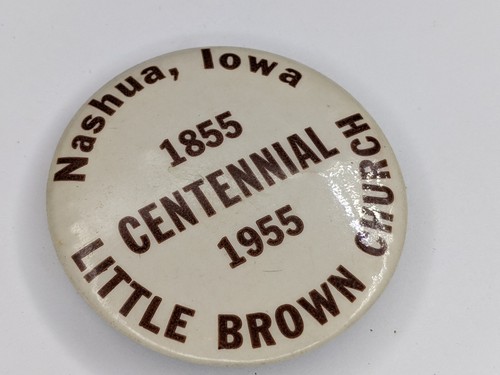 Nashua, Iowa
1855
CENTENNIAL
1955
LITTLE BROWN CHURCH